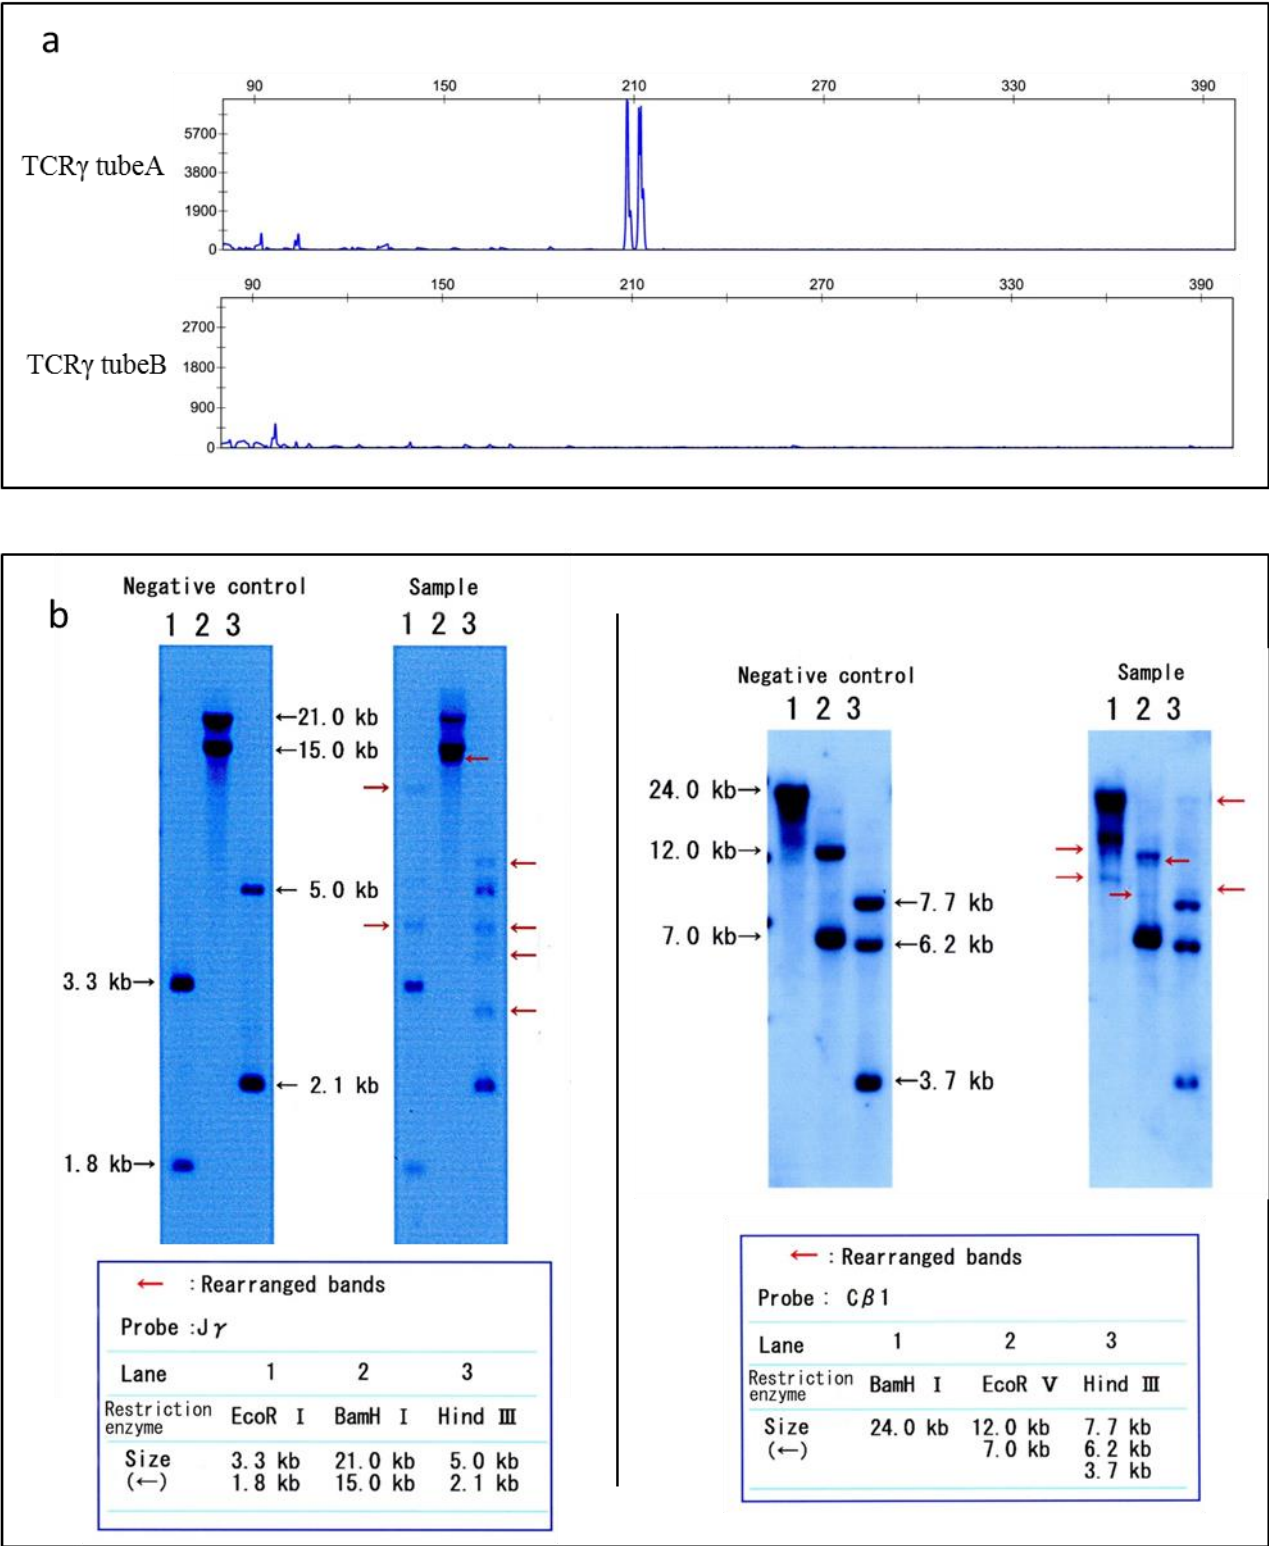 a
90 150 210 270 330 390
TCRγ tubeA
5700
3800
1900
0
90 150 210 270 330 390
TCRγ tubeB
2700
1800
900
0
b
Negative control
1 2 3
Sample
1 2 3
←21.0 kb
←15.0 kb
← 5.0 kb
3.3 kb→
← 2.1 kb
1.8 kb→
← :Rearranged bands
Probe :Jγ
Lane 1 2 3
Restriction enzyme EcoR I BamH I Hind III
Size 3.3 kb 21.0 kb 5.0 kb
(←) 1.8 kb 15.0 kb 2.1 kb
Negative control
1 2 3
Sample
1 2 3
24.0 kb→
12.0 kb→
←7.7 kb
7.0 kb→
←6.2 kb
←3.7 kb
← :Rearranged bands
Probe : Cβ1
Lane 1 2 3
Restriction enzyme BamH I EcoR V Hind III
Size 24.0 kb 12.0 kb 7.7 kb
(←) 7.0 kb 6.2 kb
3.7 kb